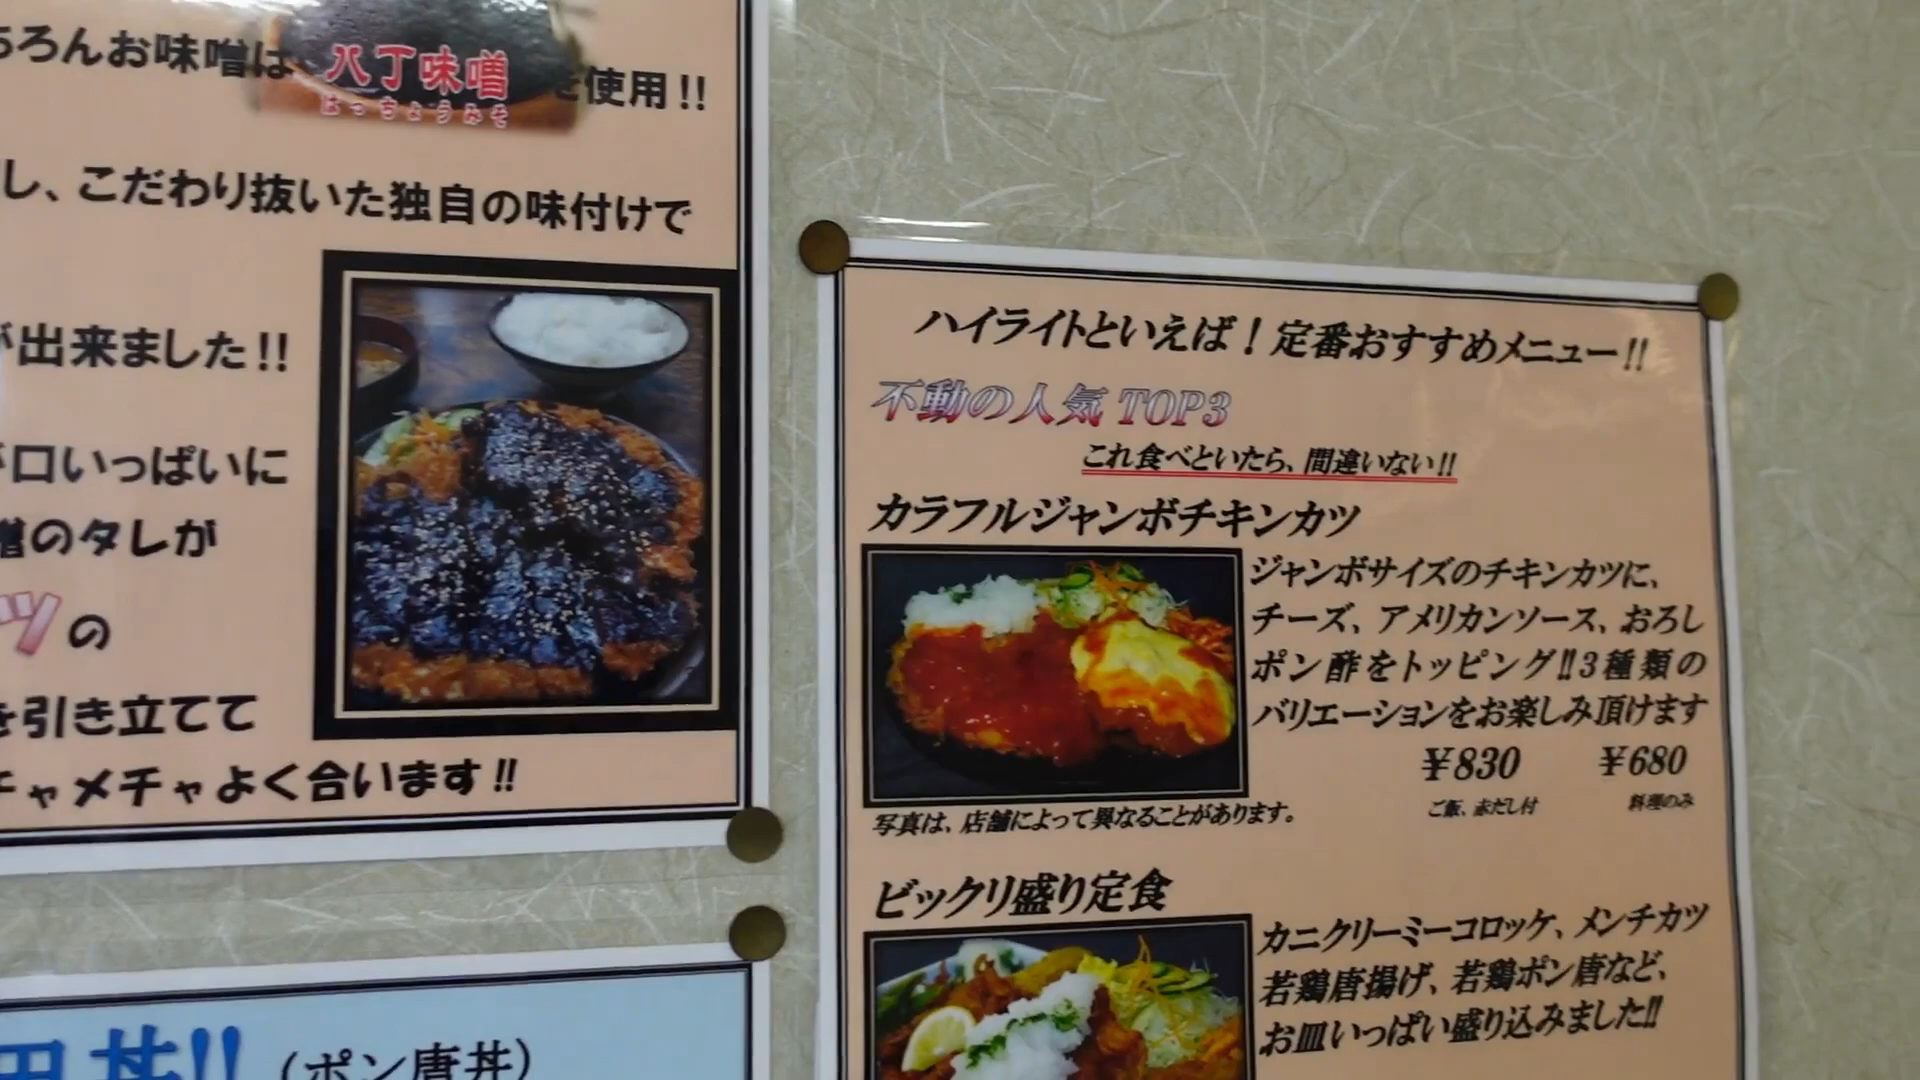 ろんお味噌は 八丁味噌 を使用!!
はっちょうみそ
し、こだわり抜いた独自の味付けで
が出来ました!!
口いっぱいに
噌のタレが
ツの
を引き立てて
チャメチャよく合います!!
丼!!(ポン唐丼)
ハイライトといえば!定番おすすめメニュー!!
不動の人気 TOP3
これ食べといたら、間違いない!!
カラフルジャンボチキンカツ
ジャンボサイズのチキンカツに、
チーズ、アメリカンソース、おろし
ポン酢をトッピング!!3種類の
バリエーションをお楽しみ頂けます
¥830 ¥680
ご飯、赤だし付 料理のみ
写真は、店舗によって異なることがあります。
ビックリ盛り定食
カニクリーミーコロッケ、メンチカツ
若鶏唐揚げ、若鶏ポン唐など、
お皿いっぱい盛り込みました!!